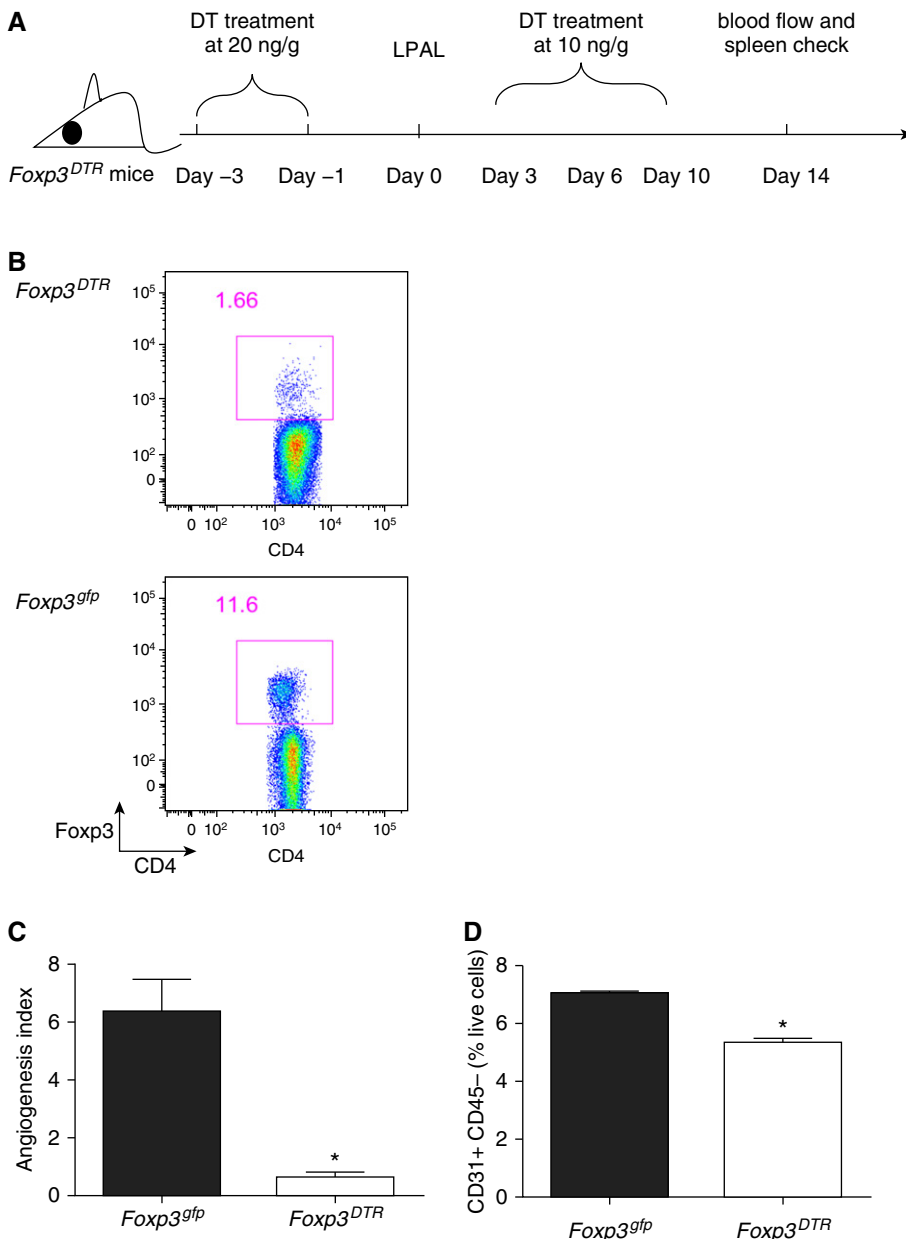 A
DT treatment
at 20 ng/g
LPAL
DT treatment
at 10 ng/g
blood flow and
spleen check
Foxp3DTR mice
Day −3
Day −1
Day 0
Day 3
Day 6
Day 10
Day 14
B
Foxp3DTR
1.66
10⁵
10⁴
10³
10²
0
0 10² 10³ 10⁴ 10⁵
CD4
Foxp3gfp
11.6
10⁵
10⁴
10³
10²
0
0 10² 10³ 10⁴ 10⁵
CD4
Foxp3
CD4
C
Angiogenesis index
8
6
4
2
0
*
Foxp3gfp
Foxp3DTR
D
CD31+ CD45− (% live cells)
8
6
4
2
0
*
Foxp3gfp
Foxp3DTR